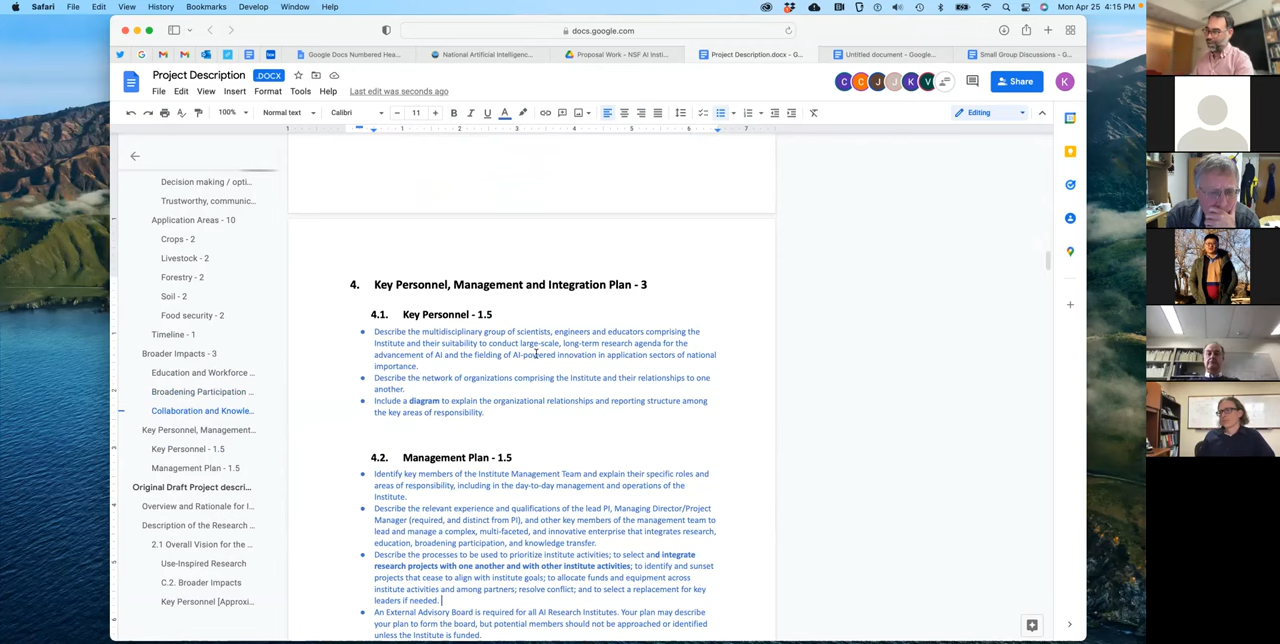 Safari File Edit View History Bookmarks Develop Window Help Mon Apr 25 4:15 PM
docs.google.com
Google Docs Numbered Hea... National Artificial Intelligenc... Proposal Work - NSF AI Insti... Project Description.docx - G... Untitled document - Google... Small Group Discussions - G...
Project Description .DOCX
File Edit View Insert Format Tools Help Last edit was seconds ago
C C J J K V Share K
100% Normal text Calibri 11 B I U A Editing
1 1 2 3 4 5 6 7
Decision making / opti...
Trustworthy, communic...
Application Areas - 10
Crops - 2
Livestock - 2
Forestry - 2
Soil - 2
Food security - 2
Timeline - 1
Broader Impacts - 3
Education and Workforce ...
Broadening Participation ...
Collaboration and Knowle...
Key Personnel, Management...
Key Personnel - 1.5
Management Plan - 1.5
Original Draft Project descri...
Overview and Rationale for I...
Description of the Research ...
2.1 Overall Vision for the ...
Use-Inspired Research
C.2. Broader Impacts
Key Personnel [Approxi...
4. Key Personnel, Management and Integration Plan - 3
4.1. Key Personnel - 1.5
● Describe the multidisciplinary group of scientists, engineers and educators comprising the
Institute and their suitability to conduct large-scale, long-term research agenda for the
advancement of AI and the fielding of AI-powered innovation in application sectors of national
importance.
● Describe the network of organizations comprising the Institute and their relationships to one
another.
● Include a diagram to explain the organizational relationships and reporting structure among
the key areas of responsibility.
4.2. Management Plan - 1.5
● Identify key members of the Institute Management Team and explain their specific roles and
areas of responsibility, including in the day-to-day management and operations of the
Institute.
● Describe the relevant experience and qualifications of the lead PI, Managing Director/Project
Manager (required, and distinct from PI), and other key members of the management team to
lead and manage a complex, multi-faceted, and innovative enterprise that integrates research,
education, broadening participation, and knowledge transfer.
● Describe the processes to be used to prioritize institute activities; to select and integrate
research projects with one another and with other institute activities; to identify and sunset
projects that cease to align with institute goals; to allocate funds and equipment across
institute activities and among partners; resolve conflict; and to select a replacement for key
leaders if needed.
● An External Advisory Board is required for all AI Research Institutes. Your plan may describe
your plan to form the board, but potential members should not be approached or identified
unless the Institute is funded.